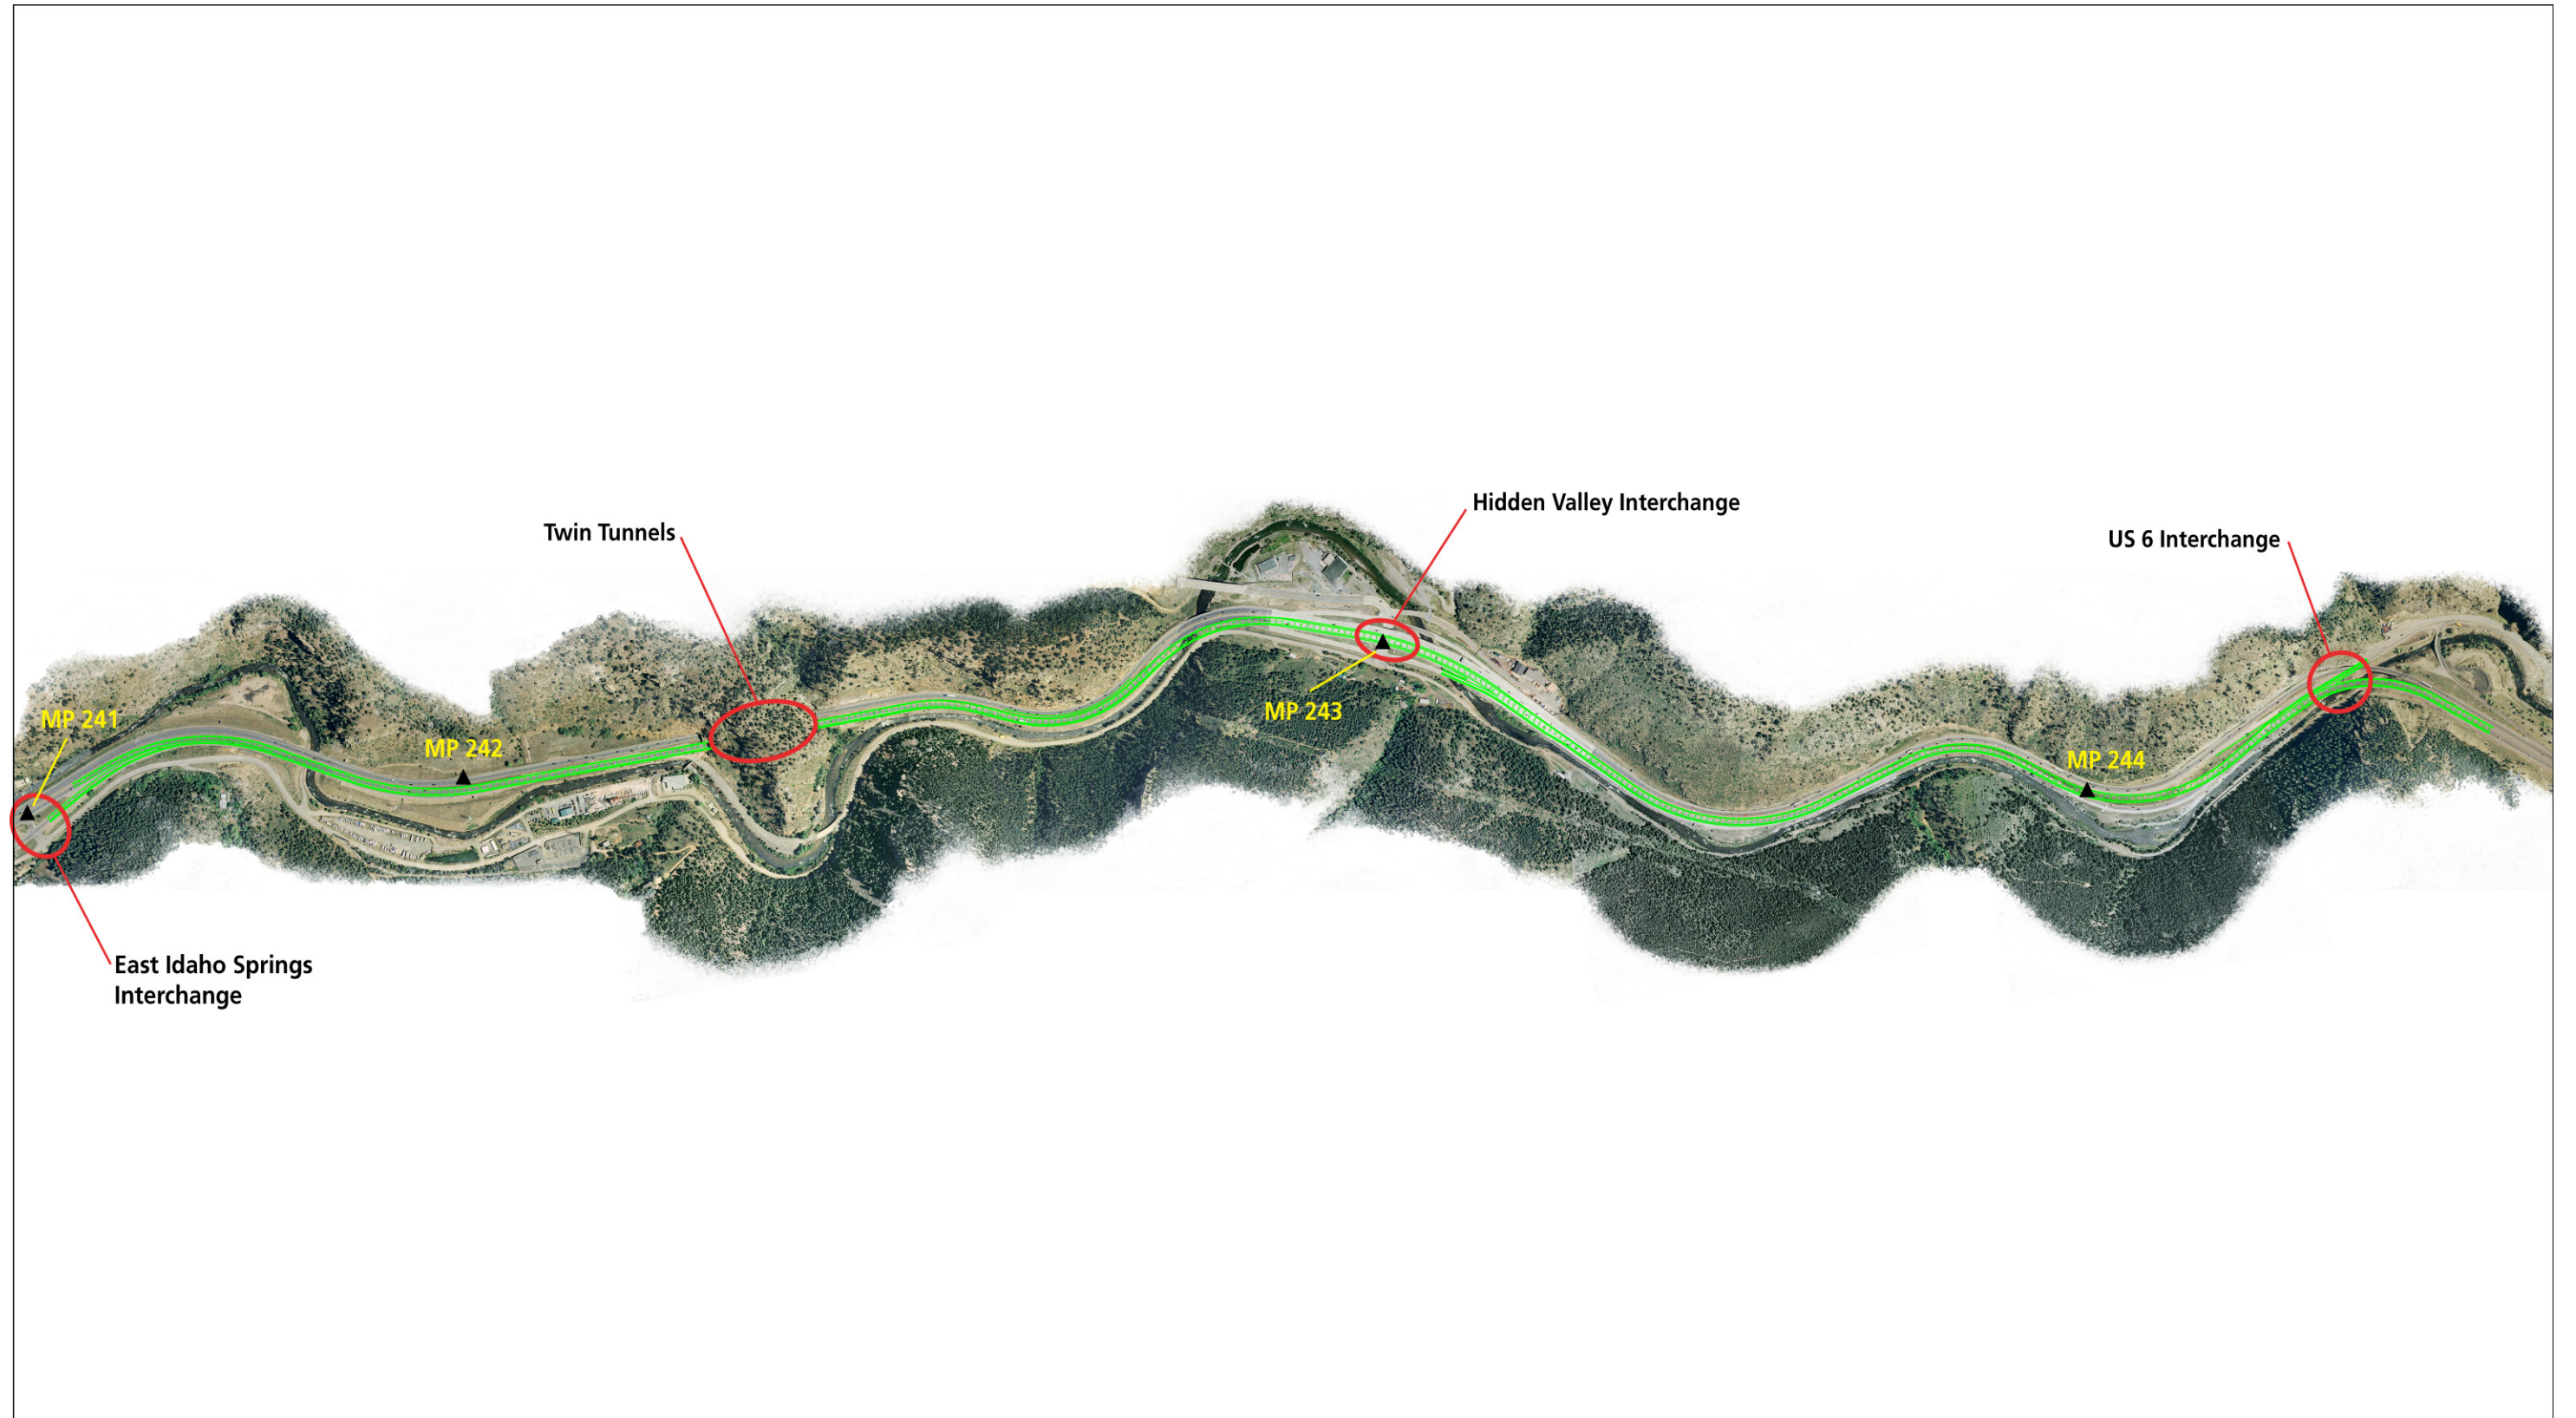 Hidden Valley Interchange
Twin Tunnels
US 6 Interchange
MP 241
MP 242
MP 243
MP 244
East Idaho Springs
Interchange